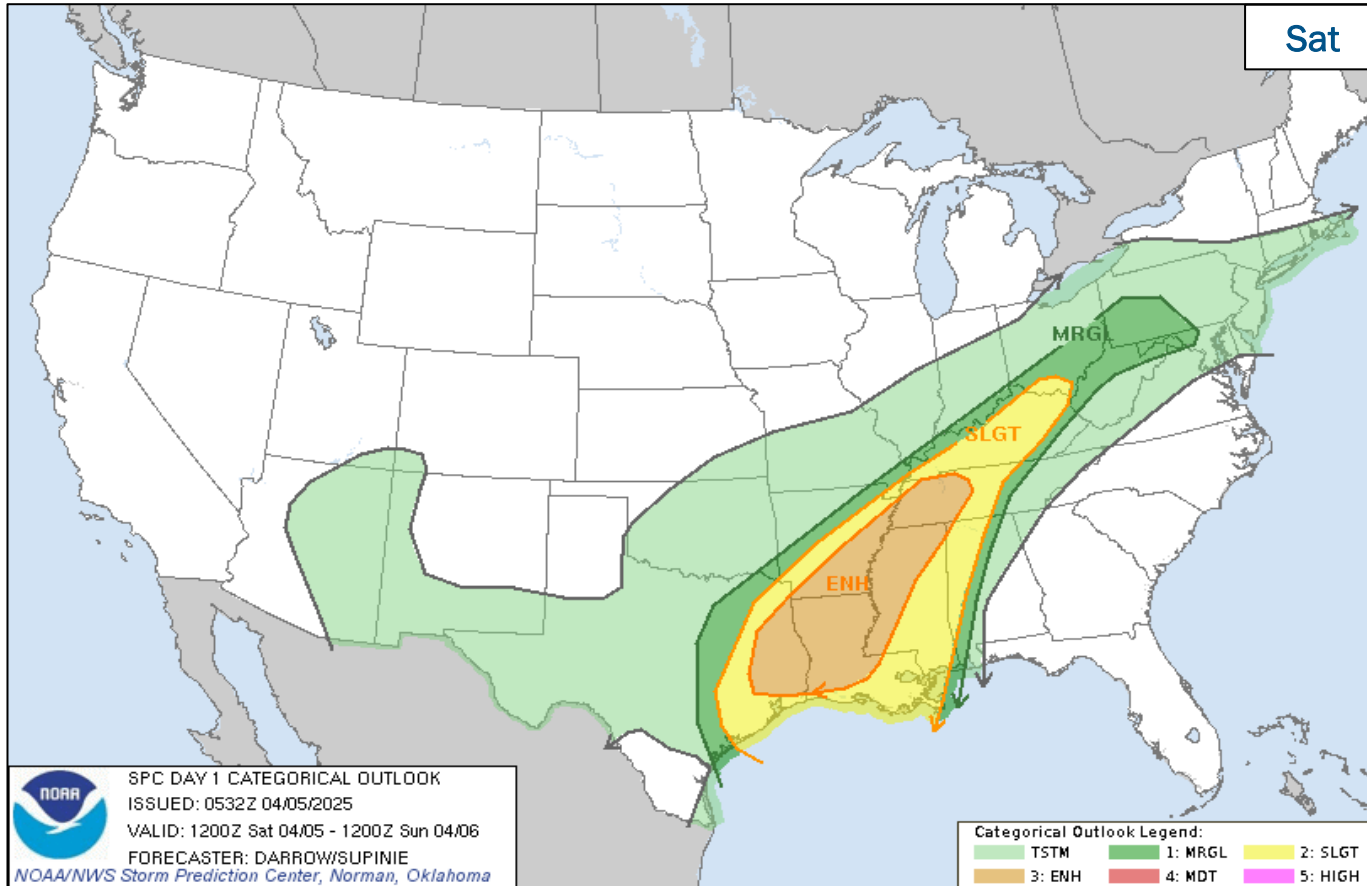 Sat
MRGL
SLGT
ENH
NOAA
SPC DAY 1 CATEGORICAL OUTLOOK
ISSUED: 0532Z 04/05/2025
VALID: 1200Z Sat 04/05 - 1200Z Sun 04/06
FORECASTER: DARROW/SUPINIE
NOAA/NWS Storm Prediction Center, Norman, Oklahoma
Categorical Outlook Legend:
TSTM 1: MRGL 2: SLGT
3: ENH 4: MDT 5: HIGH